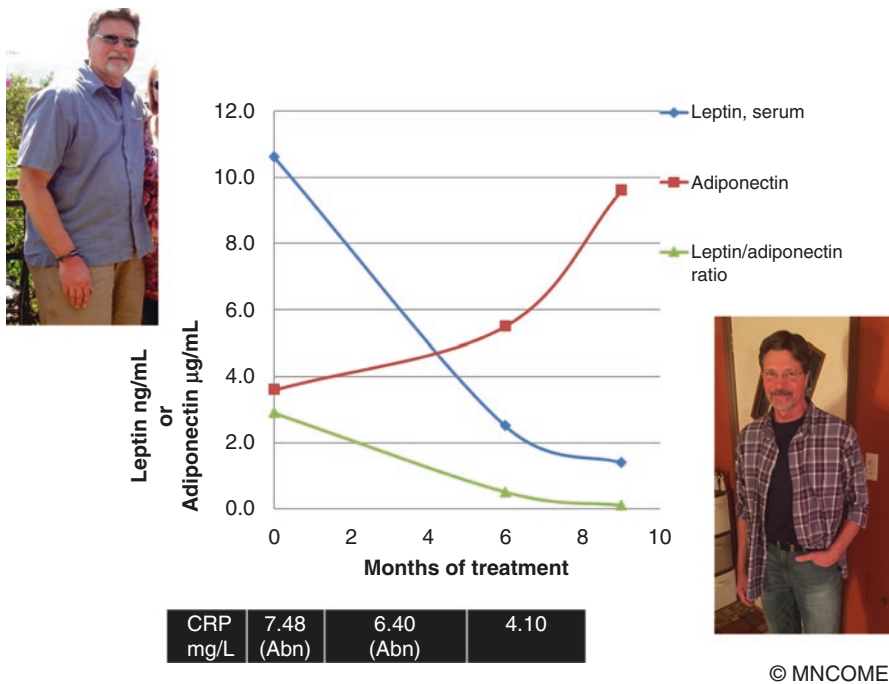 12.0
10.0
8.0
6.0
4.0
2.0
0.0
0 2 4 6 8 10
Leptin ng/mL
or
Adiponectin µg/mL
Months of treatment
Leptin, serum
Adiponectin
Leptin/adiponectin
ratio
CRP 7.48 6.40 4.10
mg/L (Abn) (Abn)
© MNCOME